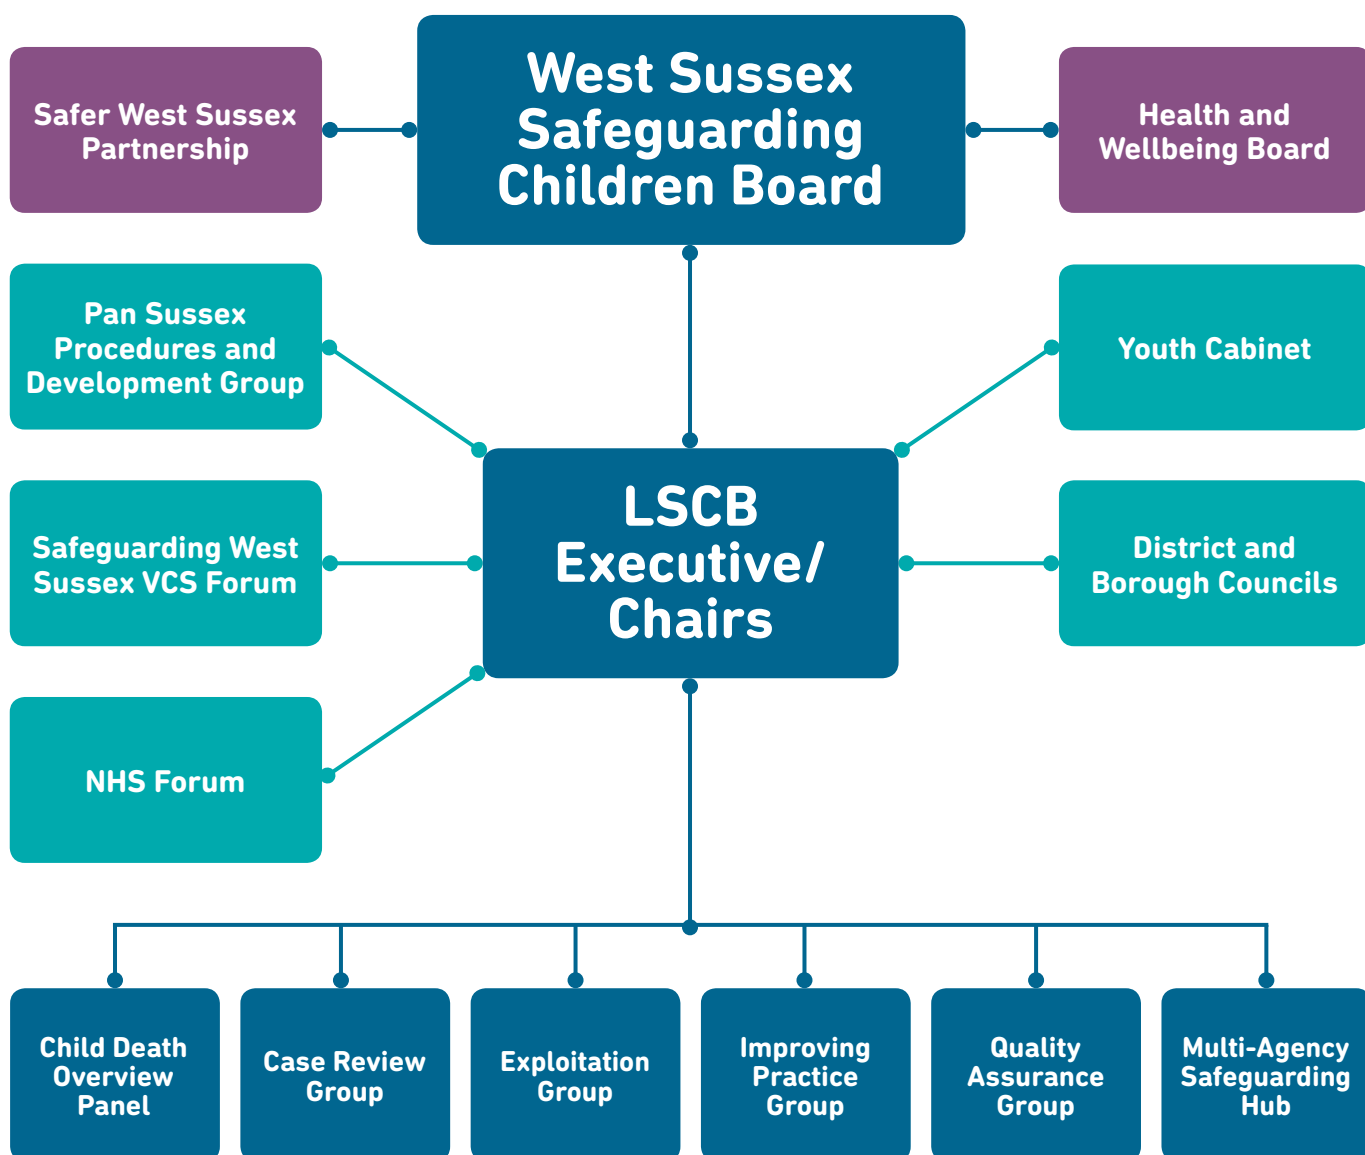 West Sussex
Safeguarding
Children Board
Safer West Sussex
Partnership
Health and
Wellbeing Board
Pan Sussex
Procedures and
Development Group
Youth Cabinet
Safeguarding West
Sussex VCS Forum
LSCB
Executive/
Chairs
District and
Borough Councils
NHS Forum
Child Death
Overview
Panel
Case Review
Group
Exploitation
Group
Improving
Practice
Group
Quality
Assurance
Group
Multi-Agency
Safeguarding
Hub